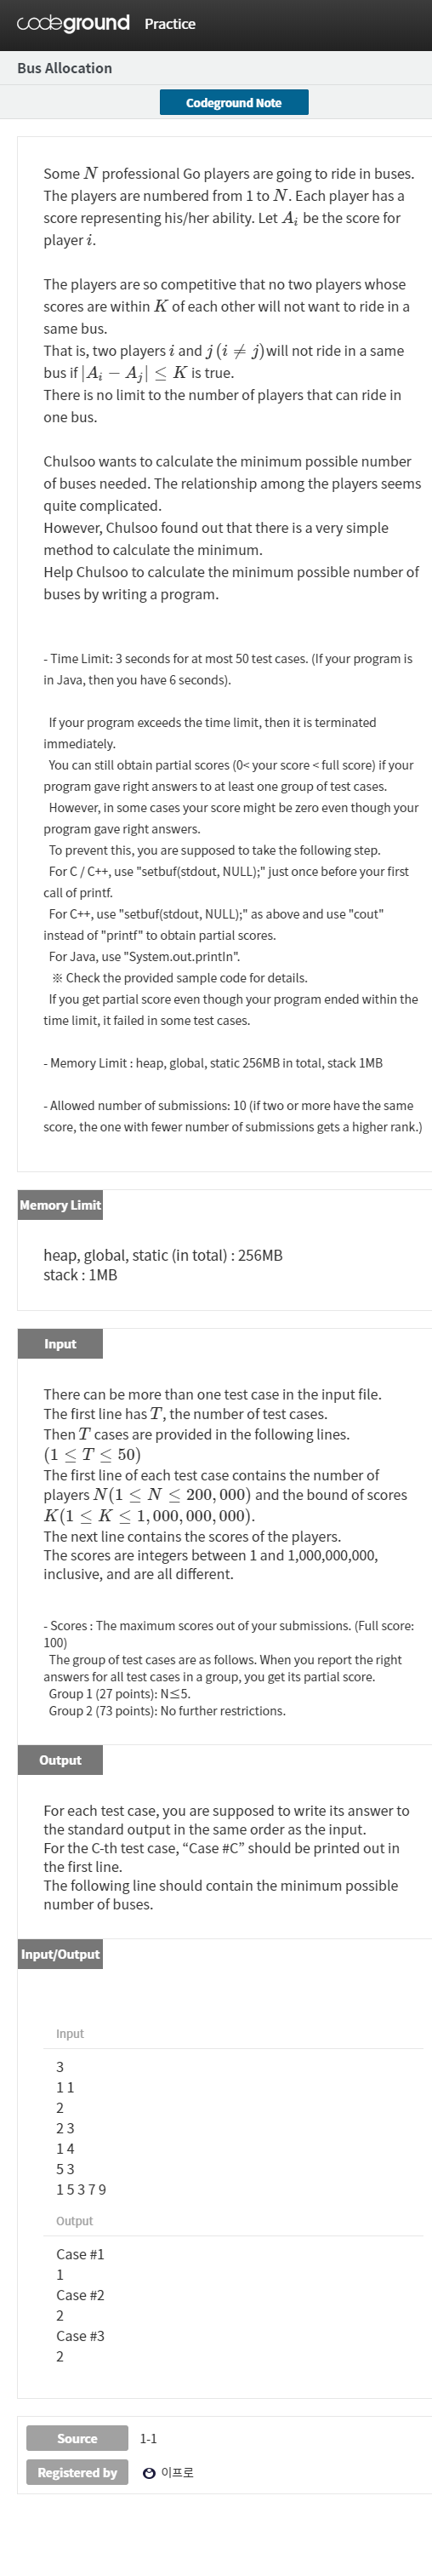 codeground Practice
Bus Allocation
Codeground Note
Some N professional Go players are going to ride in buses.
The players are numbered from 1 to N. Each player has a
score representing his/her ability. Let A_i be the score for
player i.
The players are so competitive that no two players whose
scores are within K of each other will not want to ride in a
same bus.
That is, two players i and j (i ≠ j)will not ride in a same
bus if |A_i − A_j| ≤ K is true.
There is no limit to the number of players that can ride in
one bus.
Chulsoo wants to calculate the minimum possible number
of buses needed. The relationship among the players seems
quite complicated.
However, Chulsoo found out that there is a very simple
method to calculate the minimum.
Help Chulsoo to calculate the minimum possible number of
buses by writing a program.
- Time Limit: 3 seconds for at most 50 test cases. (If your program is
in Java, then you have 6 seconds).
If your program exceeds the time limit, then it is terminated
immediately.
You can still obtain partial scores (0< your score < full score) if your
program gave right answers to at least one group of test cases.
However, in some cases your score might be zero even though your
program gave right answers.
To prevent this, you are supposed to take the following step.
For C / C++, use "setbuf(stdout, NULL);" just once before your first
call of printf.
For C++, use "setbuf(stdout, NULL);" as above and use "cout"
instead of "printf" to obtain partial scores.
For Java, use "System.out.println".
※ Check the provided sample code for details.
If you get partial score even though your program ended within the
time limit, it failed in some test cases.
- Memory Limit : heap, global, static 256MB in total, stack 1MB
- Allowed number of submissions: 10 (if two or more have the same
score, the one with fewer number of submissions gets a higher rank.)
Memory Limit
heap, global, static (in total) : 256MB
stack : 1MB
Input
There can be more than one test case in the input file.
The first line has T, the number of test cases.
Then T cases are provided in the following lines.
(1 ≤ T ≤ 50)
The first line of each test case contains the number of
players N(1 ≤ N ≤ 200, 000) and the bound of scores
K(1 ≤ K ≤ 1, 000, 000, 000).
The next line contains the scores of the players.
The scores are integers between 1 and 1,000,000,000,
inclusive, and are all different.
- Scores : The maximum scores out of your submissions. (Full score:
100)
The group of test cases are as follows. When you report the right
answers for all test cases in a group, you get its partial score.
Group 1 (27 points): N≤5.
Group 2 (73 points): No further restrictions.
Output
For each test case, you are supposed to write its answer to
the standard output in the same order as the input.
For the C-th test case, “Case #C” should be printed out in
the first line.
The following line should contain the minimum possible
number of buses.
Input/Output
Input
3
1 1
2
2 3
1 4
5 3
1 5 3 7 9
Output
Case #1
1
Case #2
2
Case #3
2
Source 1-1
Registered by 이프로